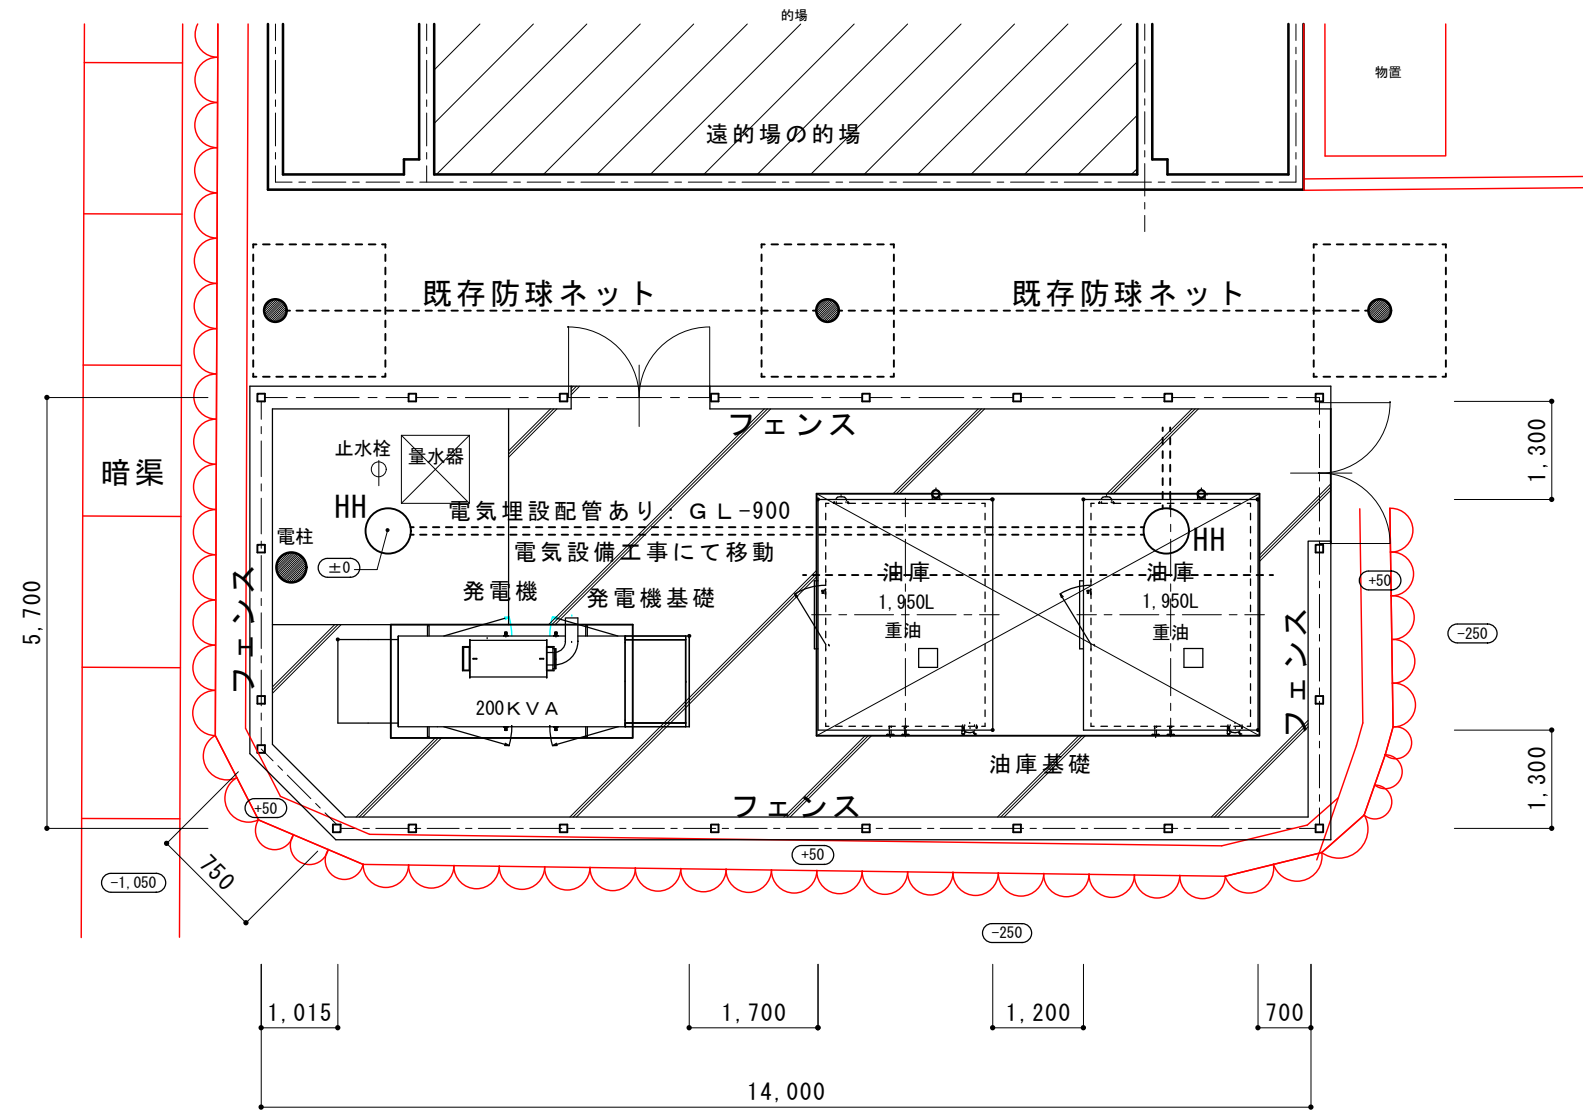 的場
物置
遠的場の的場
既存防球ネット
既存防球ネット
フェンス
止水栓
量水器
暗渠
HH
電気埋設配管あり：ＧＬ-900
1,300
電柱
電気設備工事にて移動
HH
±0
発電機
発電機基礎
油庫
油庫
+50
1,950L
1,950L
5,700
フェンス
重油
重油
フェンス
-250
200ＫＶＡ
油庫基礎
1,300
+50
フェンス
+50
750
-1,050
-250
1,015
1,700
1,200
700
14,000